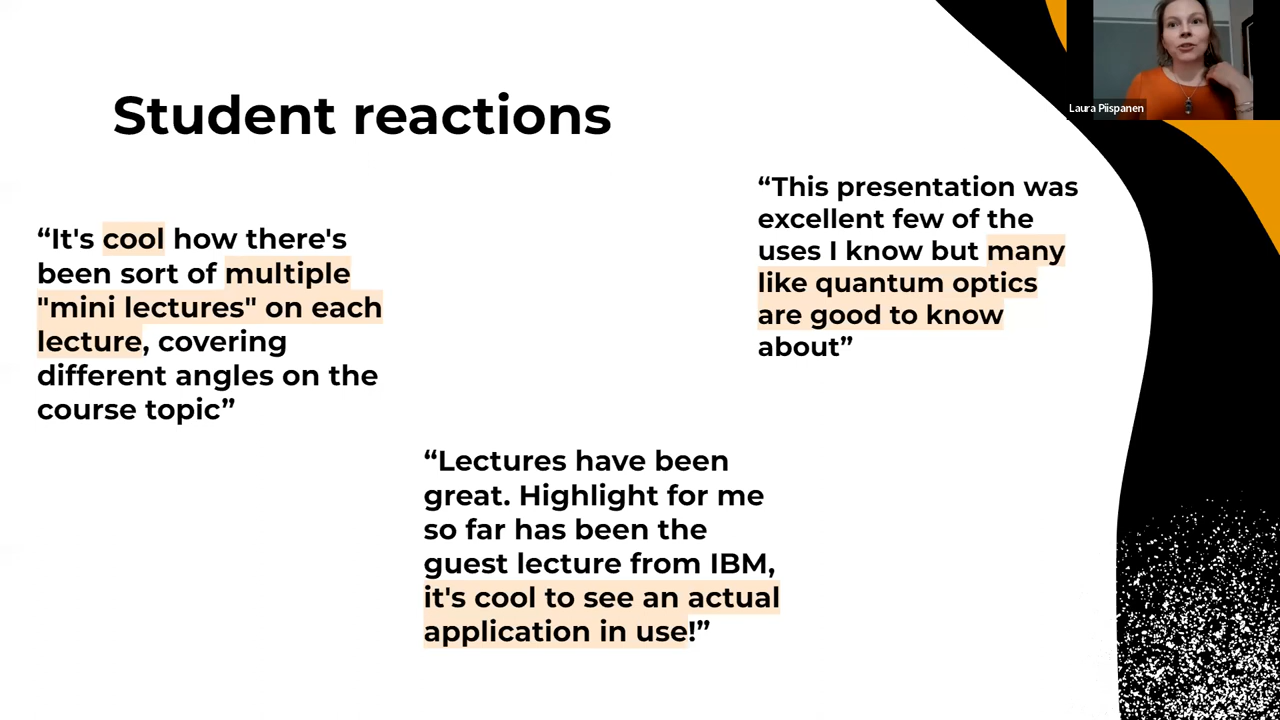 Student reactions
Laura Piispanen
“It's cool how there's
been sort of multiple
"mini lectures" on each
lecture, covering
different angles on the
course topic”
“This presentation was
excellent few of the
uses I know but many
like quantum optics
are good to know
about”
“Lectures have been
great. Highlight for me
so far has been the
guest lecture from IBM,
it's cool to see an actual
application in use!”